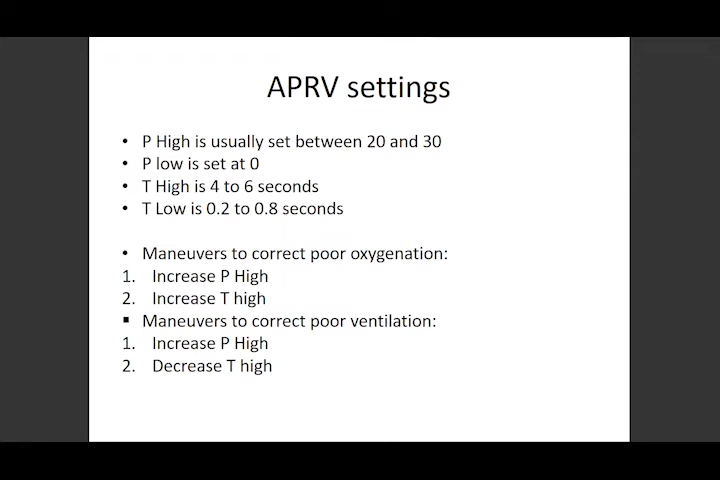 APRV settings
• P High is usually set between 20 and 30
• P low is set at 0
• T High is 4 to 6 seconds
• T Low is 0.2 to 0.8 seconds
• Maneuvers to correct poor oxygenation:
1. Increase P High
2. Increase T high
▪ Maneuvers to correct poor ventilation:
1. Increase P High
2. Decrease T high